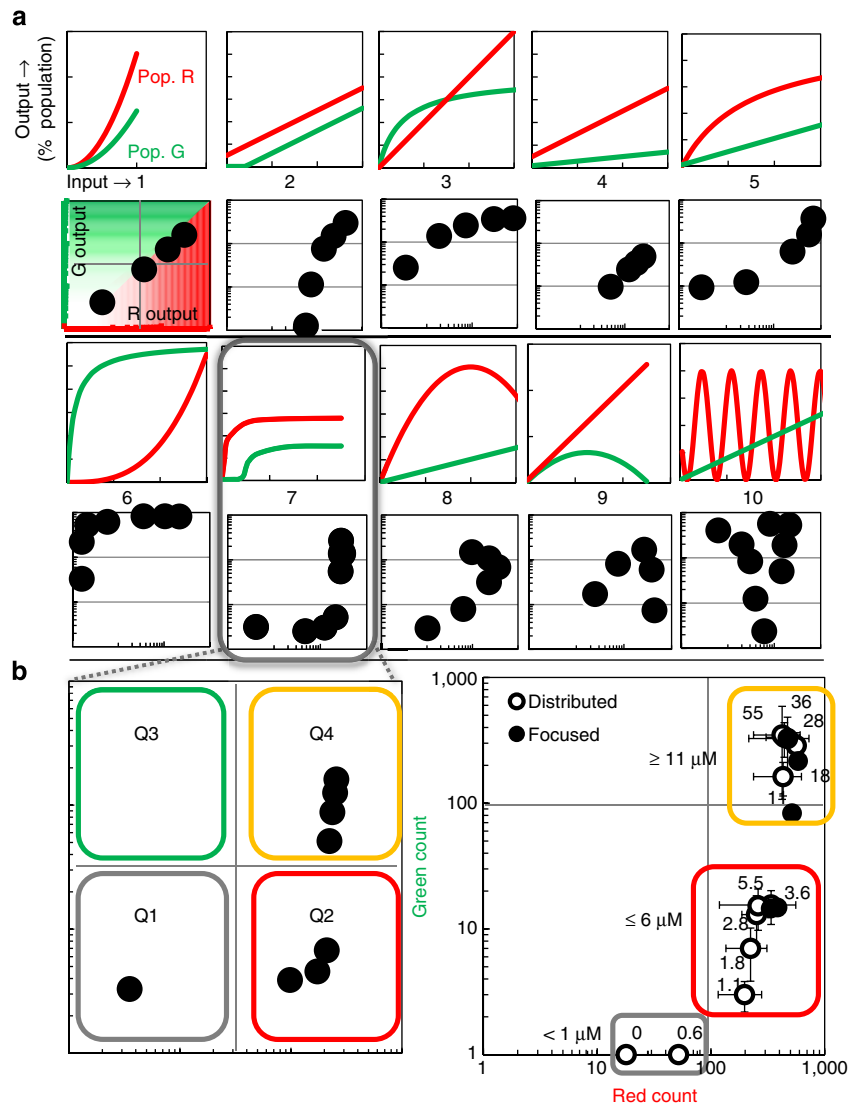 a
Output →
(% population)
Pop. R
Pop. G
Input → 1
2
3
4
5
G output
R output
6
7
8
9
10
b
Q3
Q4
Q1
Q2
Green count
1,000
100
10
1
Distributed
Focused
36
55
28
≥ 11 µM
18
5.5
3.6
≤ 6 µM
2.8
1.8
1.1
< 1 µM
0
0.6
1
10
100
1,000
Red count